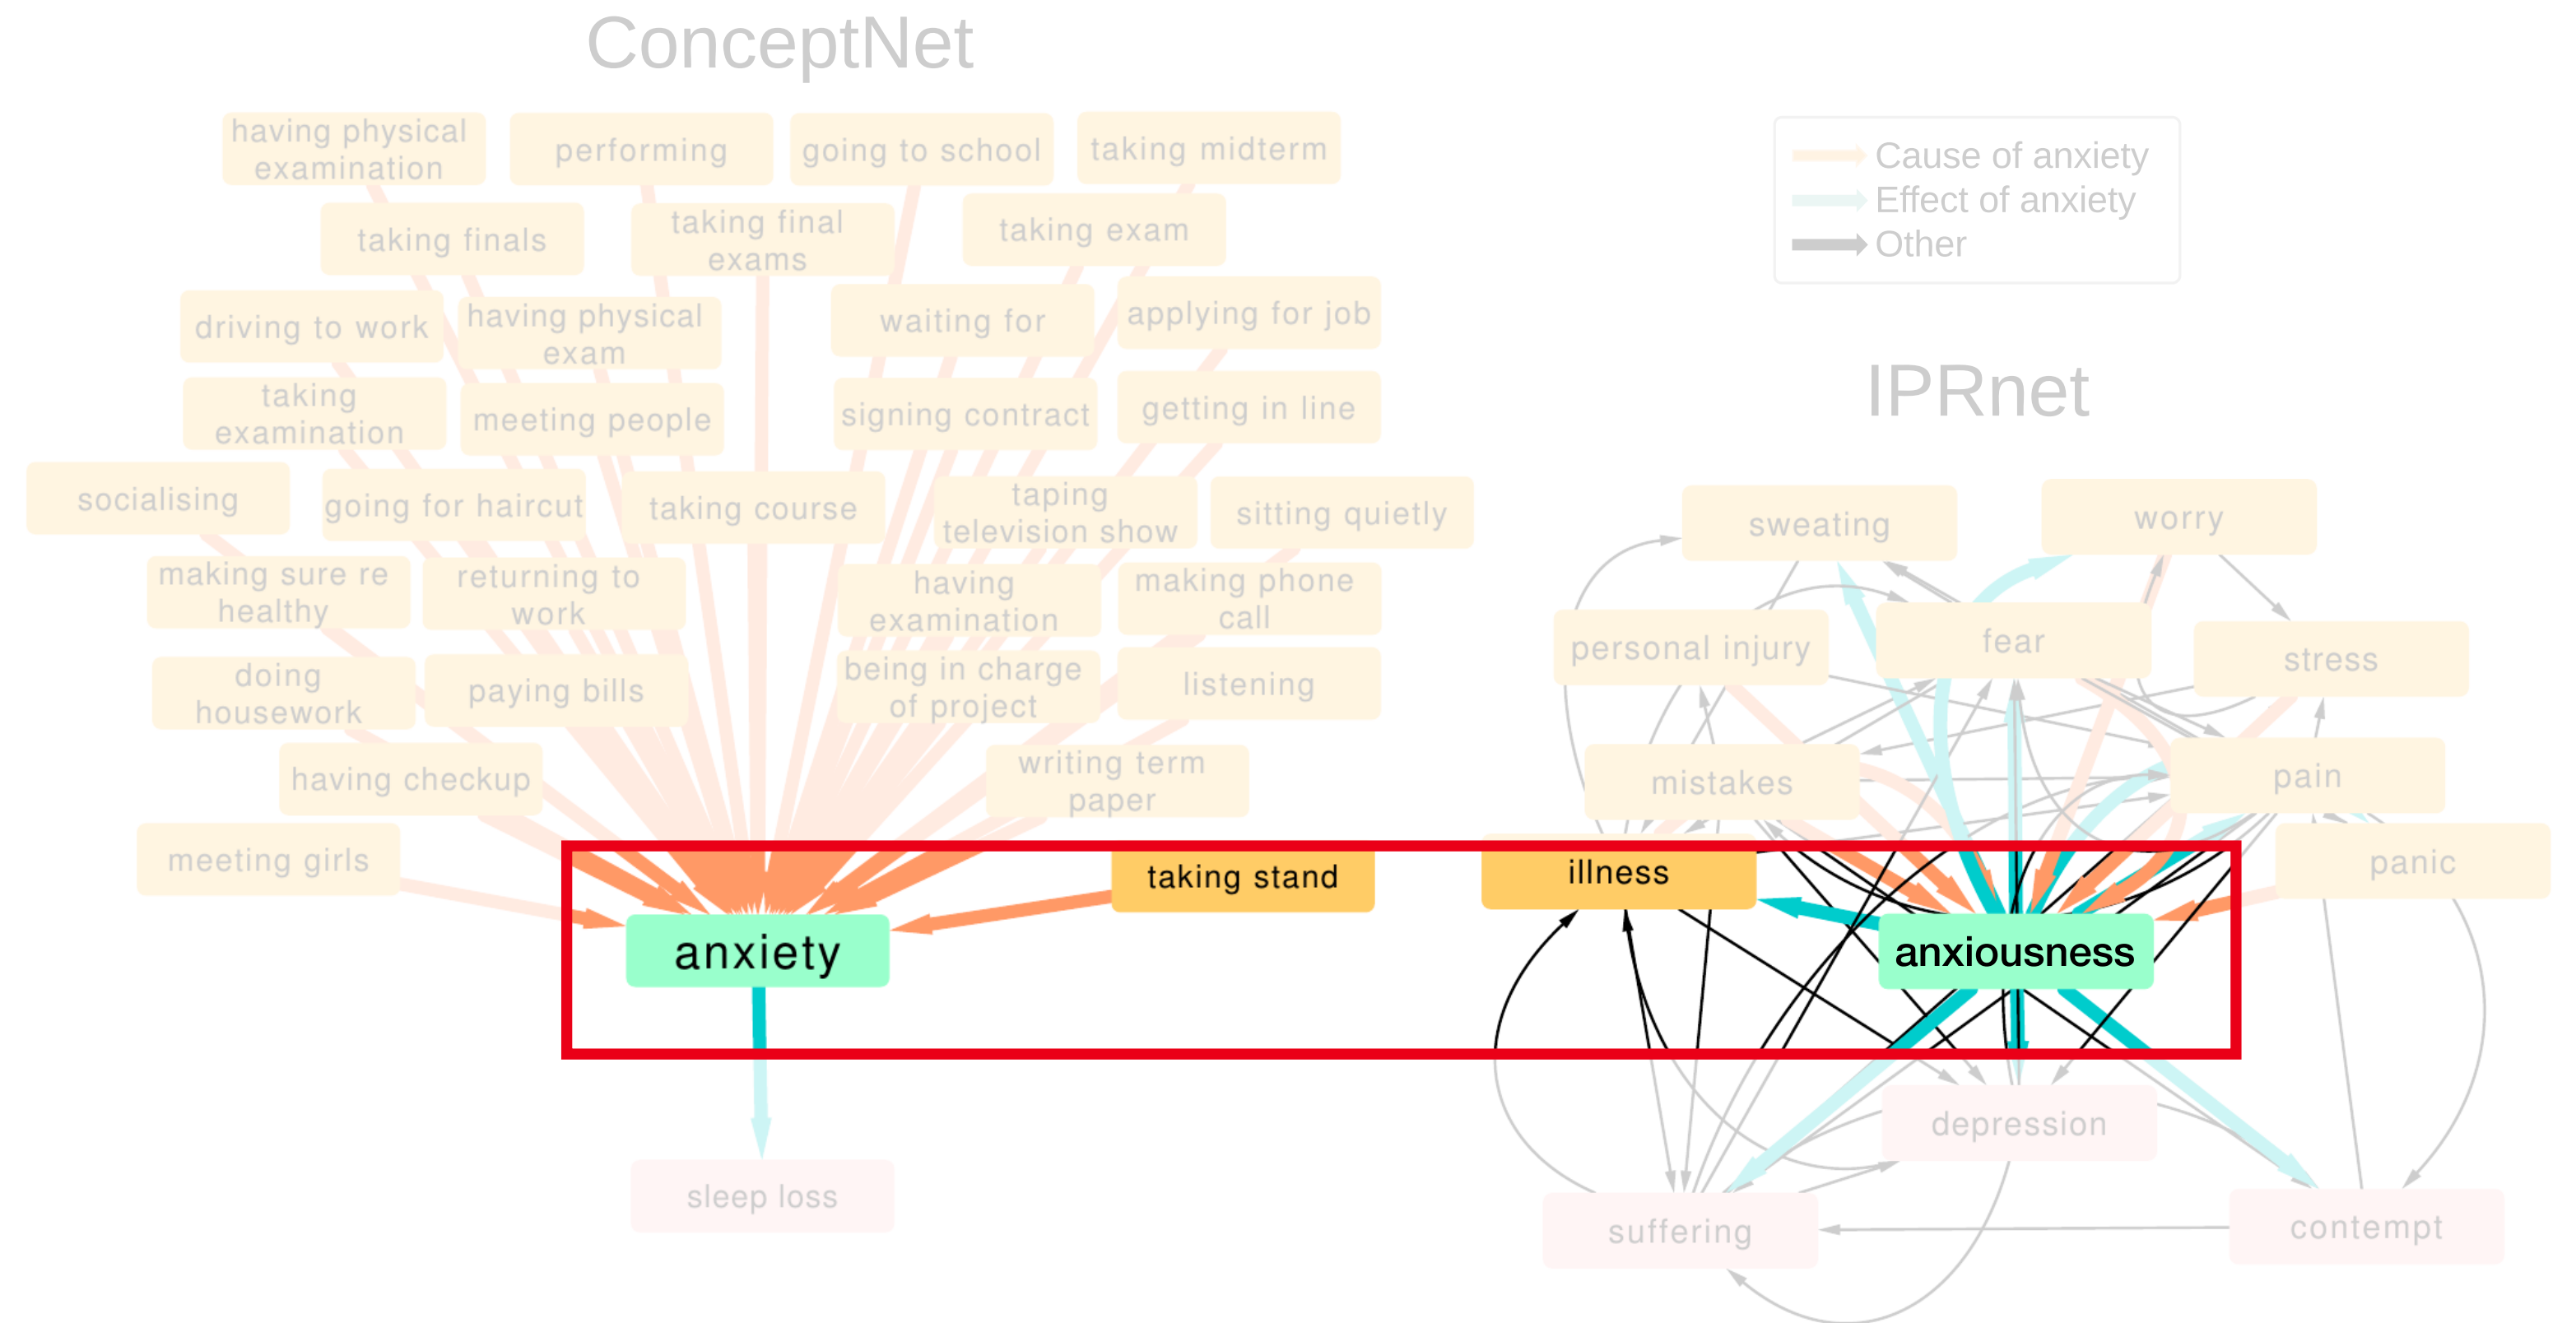 ConceptNet
having physical
examination
performing
going to school
taking midterm
taking finals
taking final
exams
taking exam
driving to work
having physical
exam
waiting for
applying for job
taking
examination
meeting people
signing contract
getting in line
socialising
going for haircut
taking course
taping
television show
sitting quietly
making sure re
healthy
returning to
work
having
examination
making phone
call
doing
housework
paying bills
being in charge
of project
listening
having checkup
writing term
paper
meeting girls
taking stand
anxiety
sleep loss
Cause of anxiety
Effect of anxiety
Other
IPRnet
sweating
worry
personal injury
fear
stress
mistakes
pain
illness
panic
anxiousness
depression
suffering
contempt